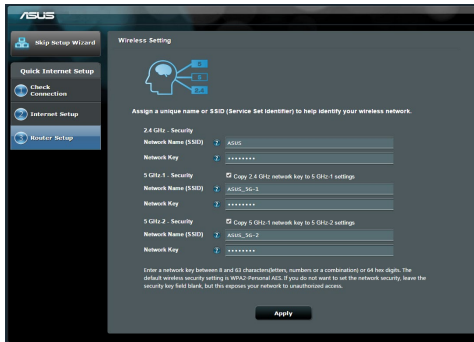 ASUS
Skip Setup Wizard
Wireless Setting
Quick Internet Setup
1 Check
Connection
2 Internet Setup
3 Router Setup
5
5
2.4
Assign a unique name or SSID (Service Set Identifier) to help identify your wireless network.
2.4 GHz - Security
Network Name (SSID) ? ASUS
Network Key ? ••••••••
5 GHz-1 - Security Copy 2.4 GHz network key to 5 GHz-1 settings
Network Name (SSID) ? ASUS_5G-1
Network Key ? ••••••••
5 GHz-2 - Security Copy 5 GHz-1 network key to 5 GHz-2 settings
Network Name (SSID) ? ASUS_5G-2
Network Key ? ••••••••
Enter a network key between 8 and 63 characters(letters, numbers or a combination) or 64 hex digits. The
default wireless security setting is WPA2-Personal AES. If you do not want to set the network security, leave the
security key field blank, but this exposes your network to unauthorized access.
Apply